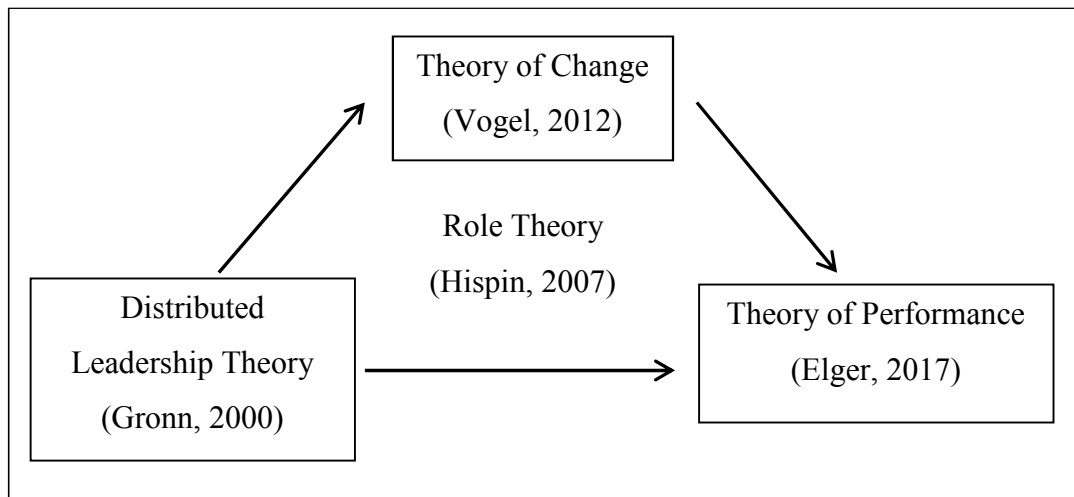 Theory of Change
(Vogel, 2012)
Role Theory
(Hispin, 2007)
Distributed
Leadership Theory
(Gronn, 2000)
Theory of Performance
(Elger, 2017)